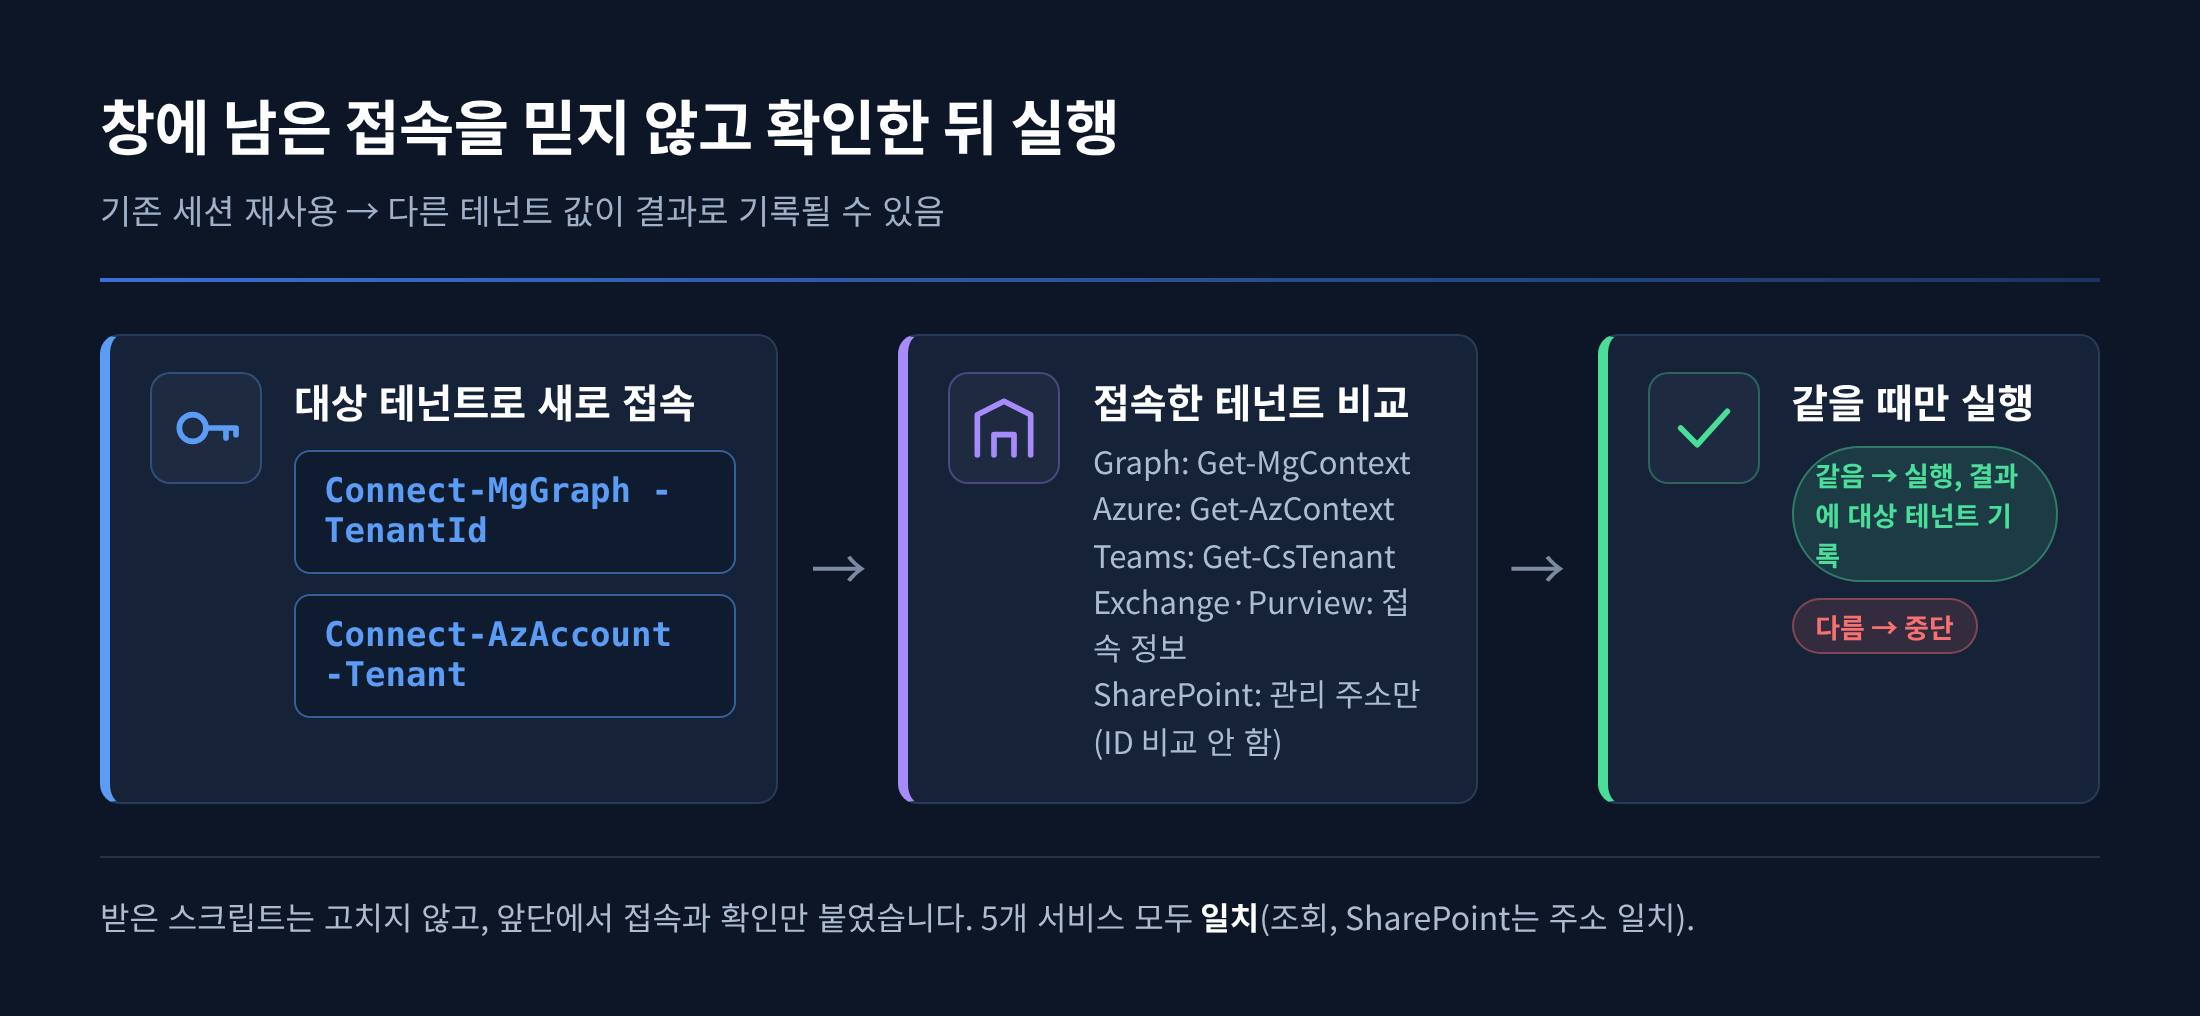 창에 남은 접속을 믿지 않고 확인한 뒤 실행
기존 세션 재사용 → 다른 테넌트 값이 결과로 기록될 수 있음
대상 테넌트로 새로 접속
Connect-MgGraph -
TenantId
Connect-AzAccount
-Tenant
→
접속한 테넌트 비교
Graph: Get-MgContext
Azure: Get-AzContext
Teams: Get-CsTenant
Exchange·Purview: 접
속 정보
SharePoint: 관리 주소만
(ID 비교 안 함)
→
같을 때만 실행
같음 → 실행, 결과
에 대상 테넌트 기
록
다름 → 중단
받은 스크립트는 고치지 않고, 앞단에서 접속과 확인만 붙였습니다. 5개 서비스 모두 일치(조회, SharePoint는 주소 일치).